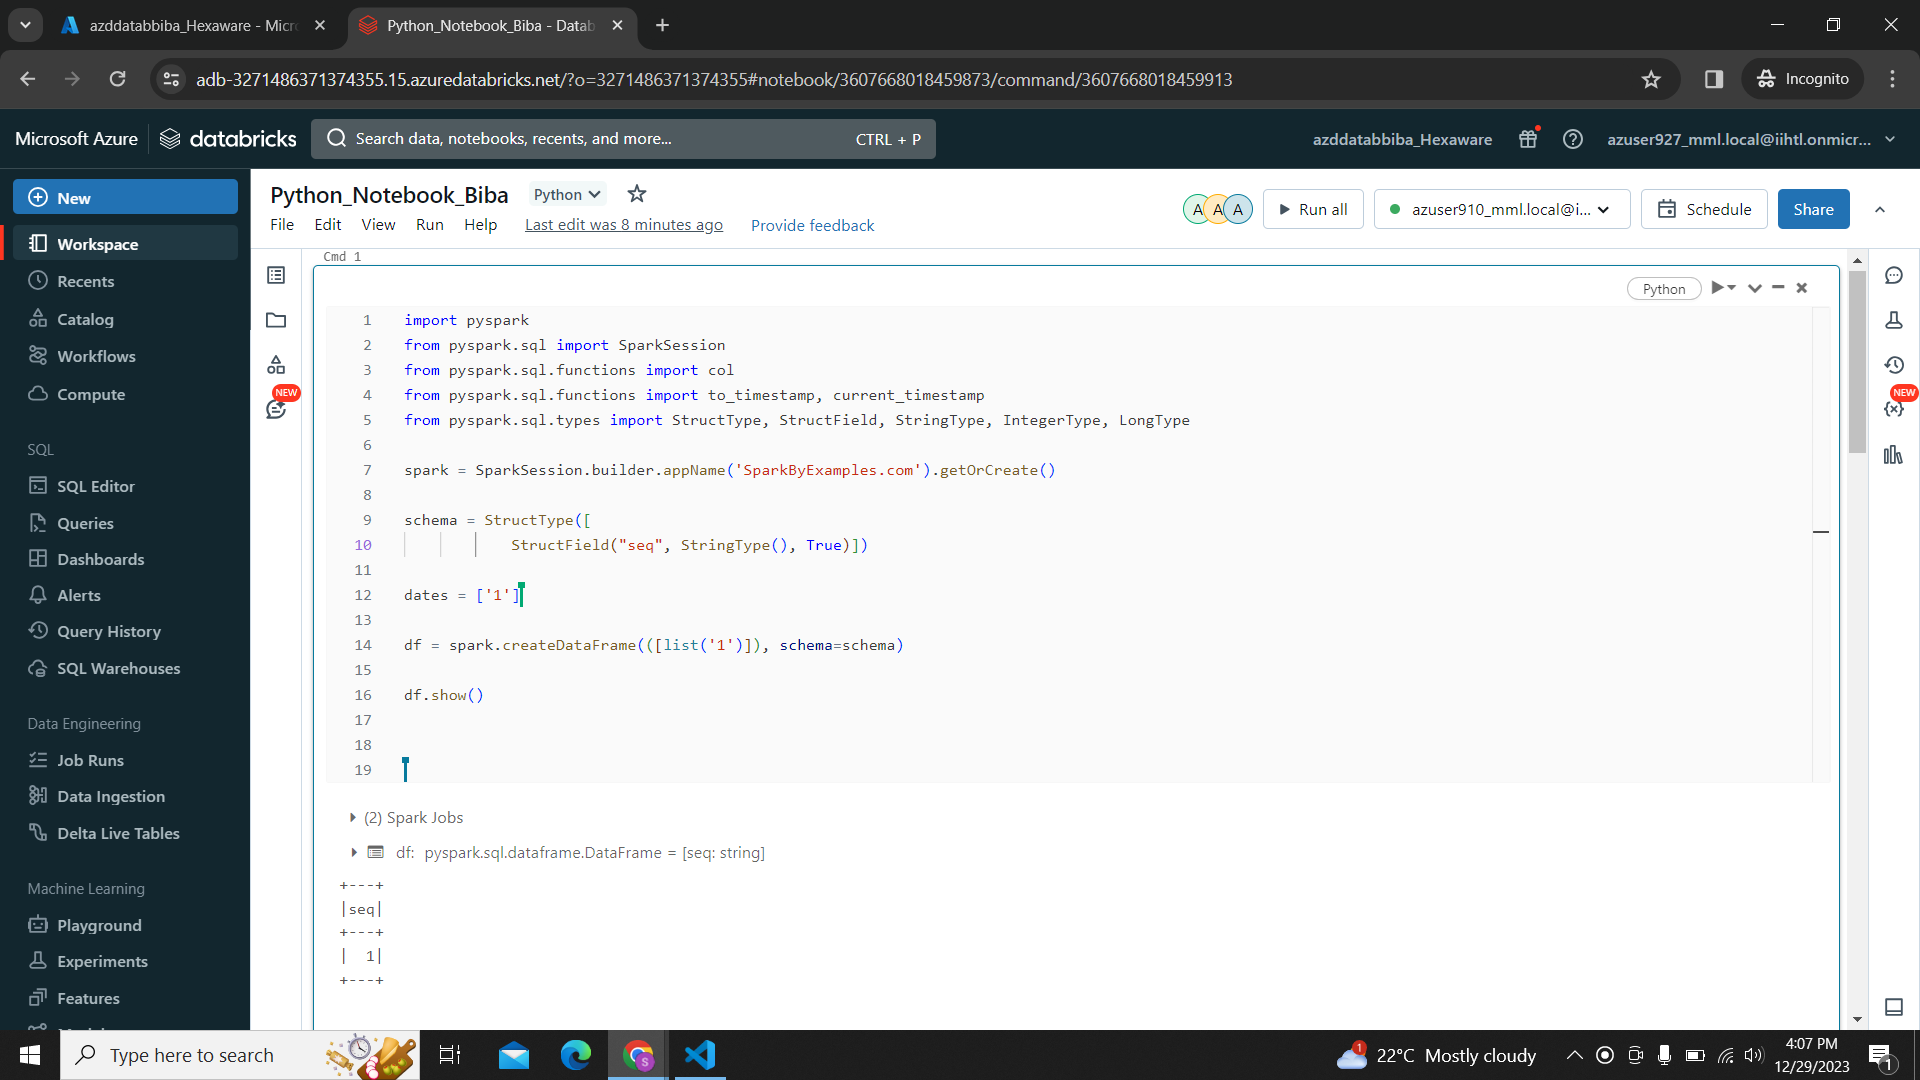 azddatabbiba_Hexaware - Micr
Python_Notebook_Biba - Datab
adb-3271486371374355.15.azuredatabricks.net/?o=3271486371374355#notebook/3607668018459873/command/3607668018459913
Incognito
Microsoft Azure
databricks
Search data, notebooks, recents, and more...
CTRL + P
azddatabbiba_Hexaware
azuser927_mml.local@iihtl.onmicr...
New
Workspace
Recents
Catalog
Workflows
Compute
SQL
SQL Editor
Queries
Dashboards
Alerts
Query History
SQL Warehouses
Data Engineering
Job Runs
Data Ingestion
Delta Live Tables
Machine Learning
Playground
Experiments
Features
Python_Notebook_Biba
Python
File Edit View Run Help
Last edit was 8 minutes ago
Provide feedback
A A A
Run all
azuser910_mml.local@i...
Schedule
Share
NEW
NEW
Cmd 1
Python
1 import pyspark
2 from pyspark.sql import SparkSession
3 from pyspark.sql.functions import col
4 from pyspark.sql.functions import to_timestamp, current_timestamp
5 from pyspark.sql.types import StructType, StructField, StringType, IntegerType, LongType
6
7 spark = SparkSession.builder.appName('SparkByExamples.com').getOrCreate()
8
9 schema = StructType([
10 StructField("seq", StringType(), True)])
11
12 dates = ['1']
13
14 df = spark.createDataFrame(([list('1')]), schema=schema)
15
16 df.show()
17
18
19
(2) Spark Jobs
df: pyspark.sql.dataframe.DataFrame = [seq: string]
+---+
|seq|
+---+
|  1|
+---+
Type here to search
S
1
22°C Mostly cloudy
4:07 PM
12/29/2023
1